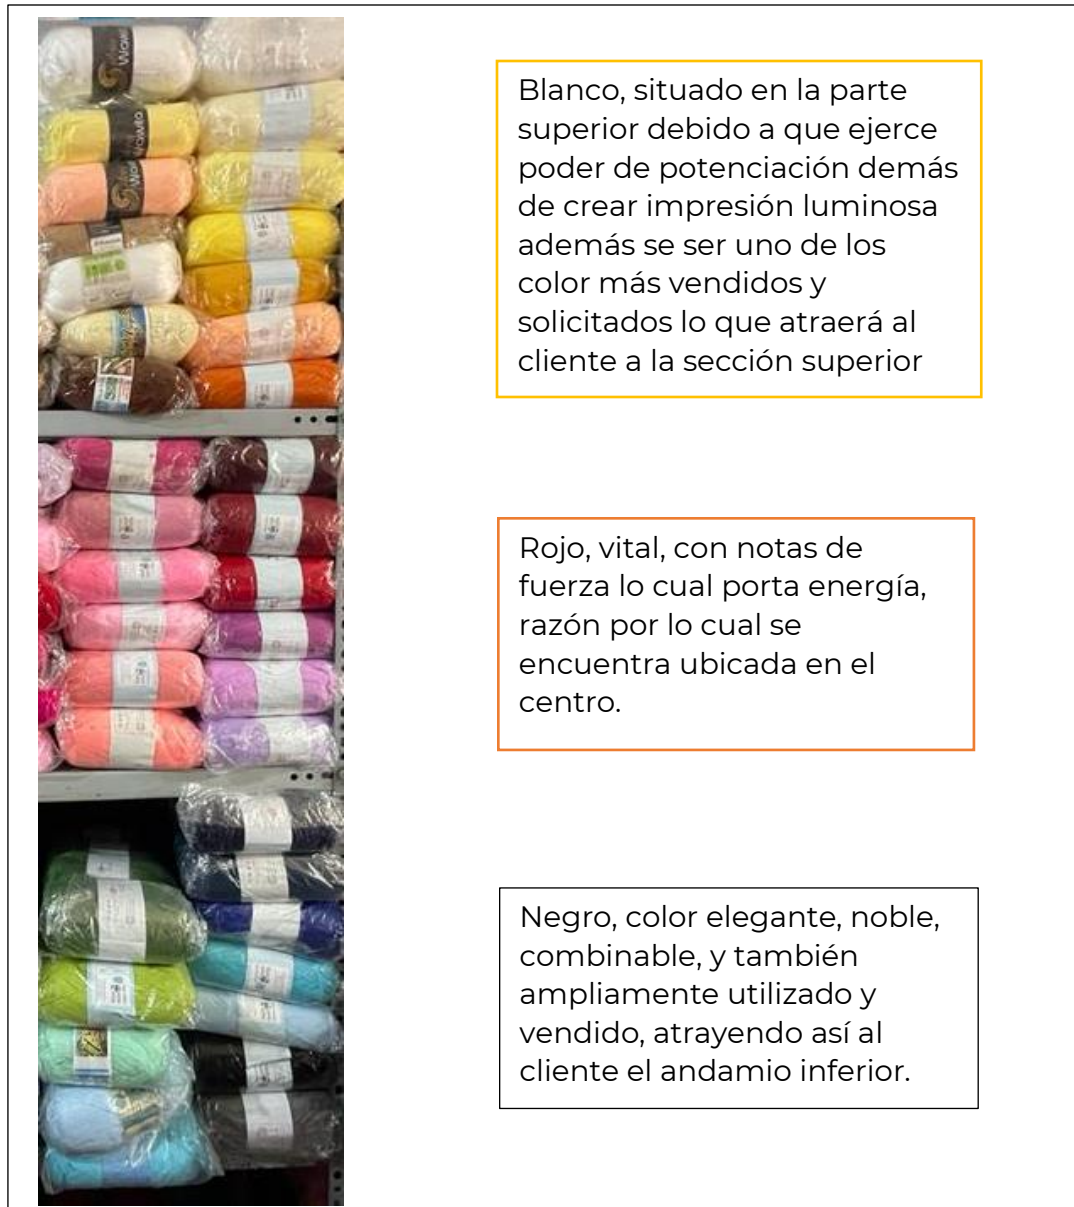 Blanco, situado en la parte
superior debido a que ejerce
poder de potenciación demás
de crear impresión luminosa
además se ser uno de los
color más vendidos y
solicitados lo que atraerá al
cliente a la sección superior
Rojo, vital, con notas de
fuerza lo cual porta energía,
razón por lo cual se
encuentra ubicada en el
centro.
Negro, color elegante, noble,
combinable, y también
ampliamente utilizado y
vendido, atrayendo así al
cliente el andamio inferior.